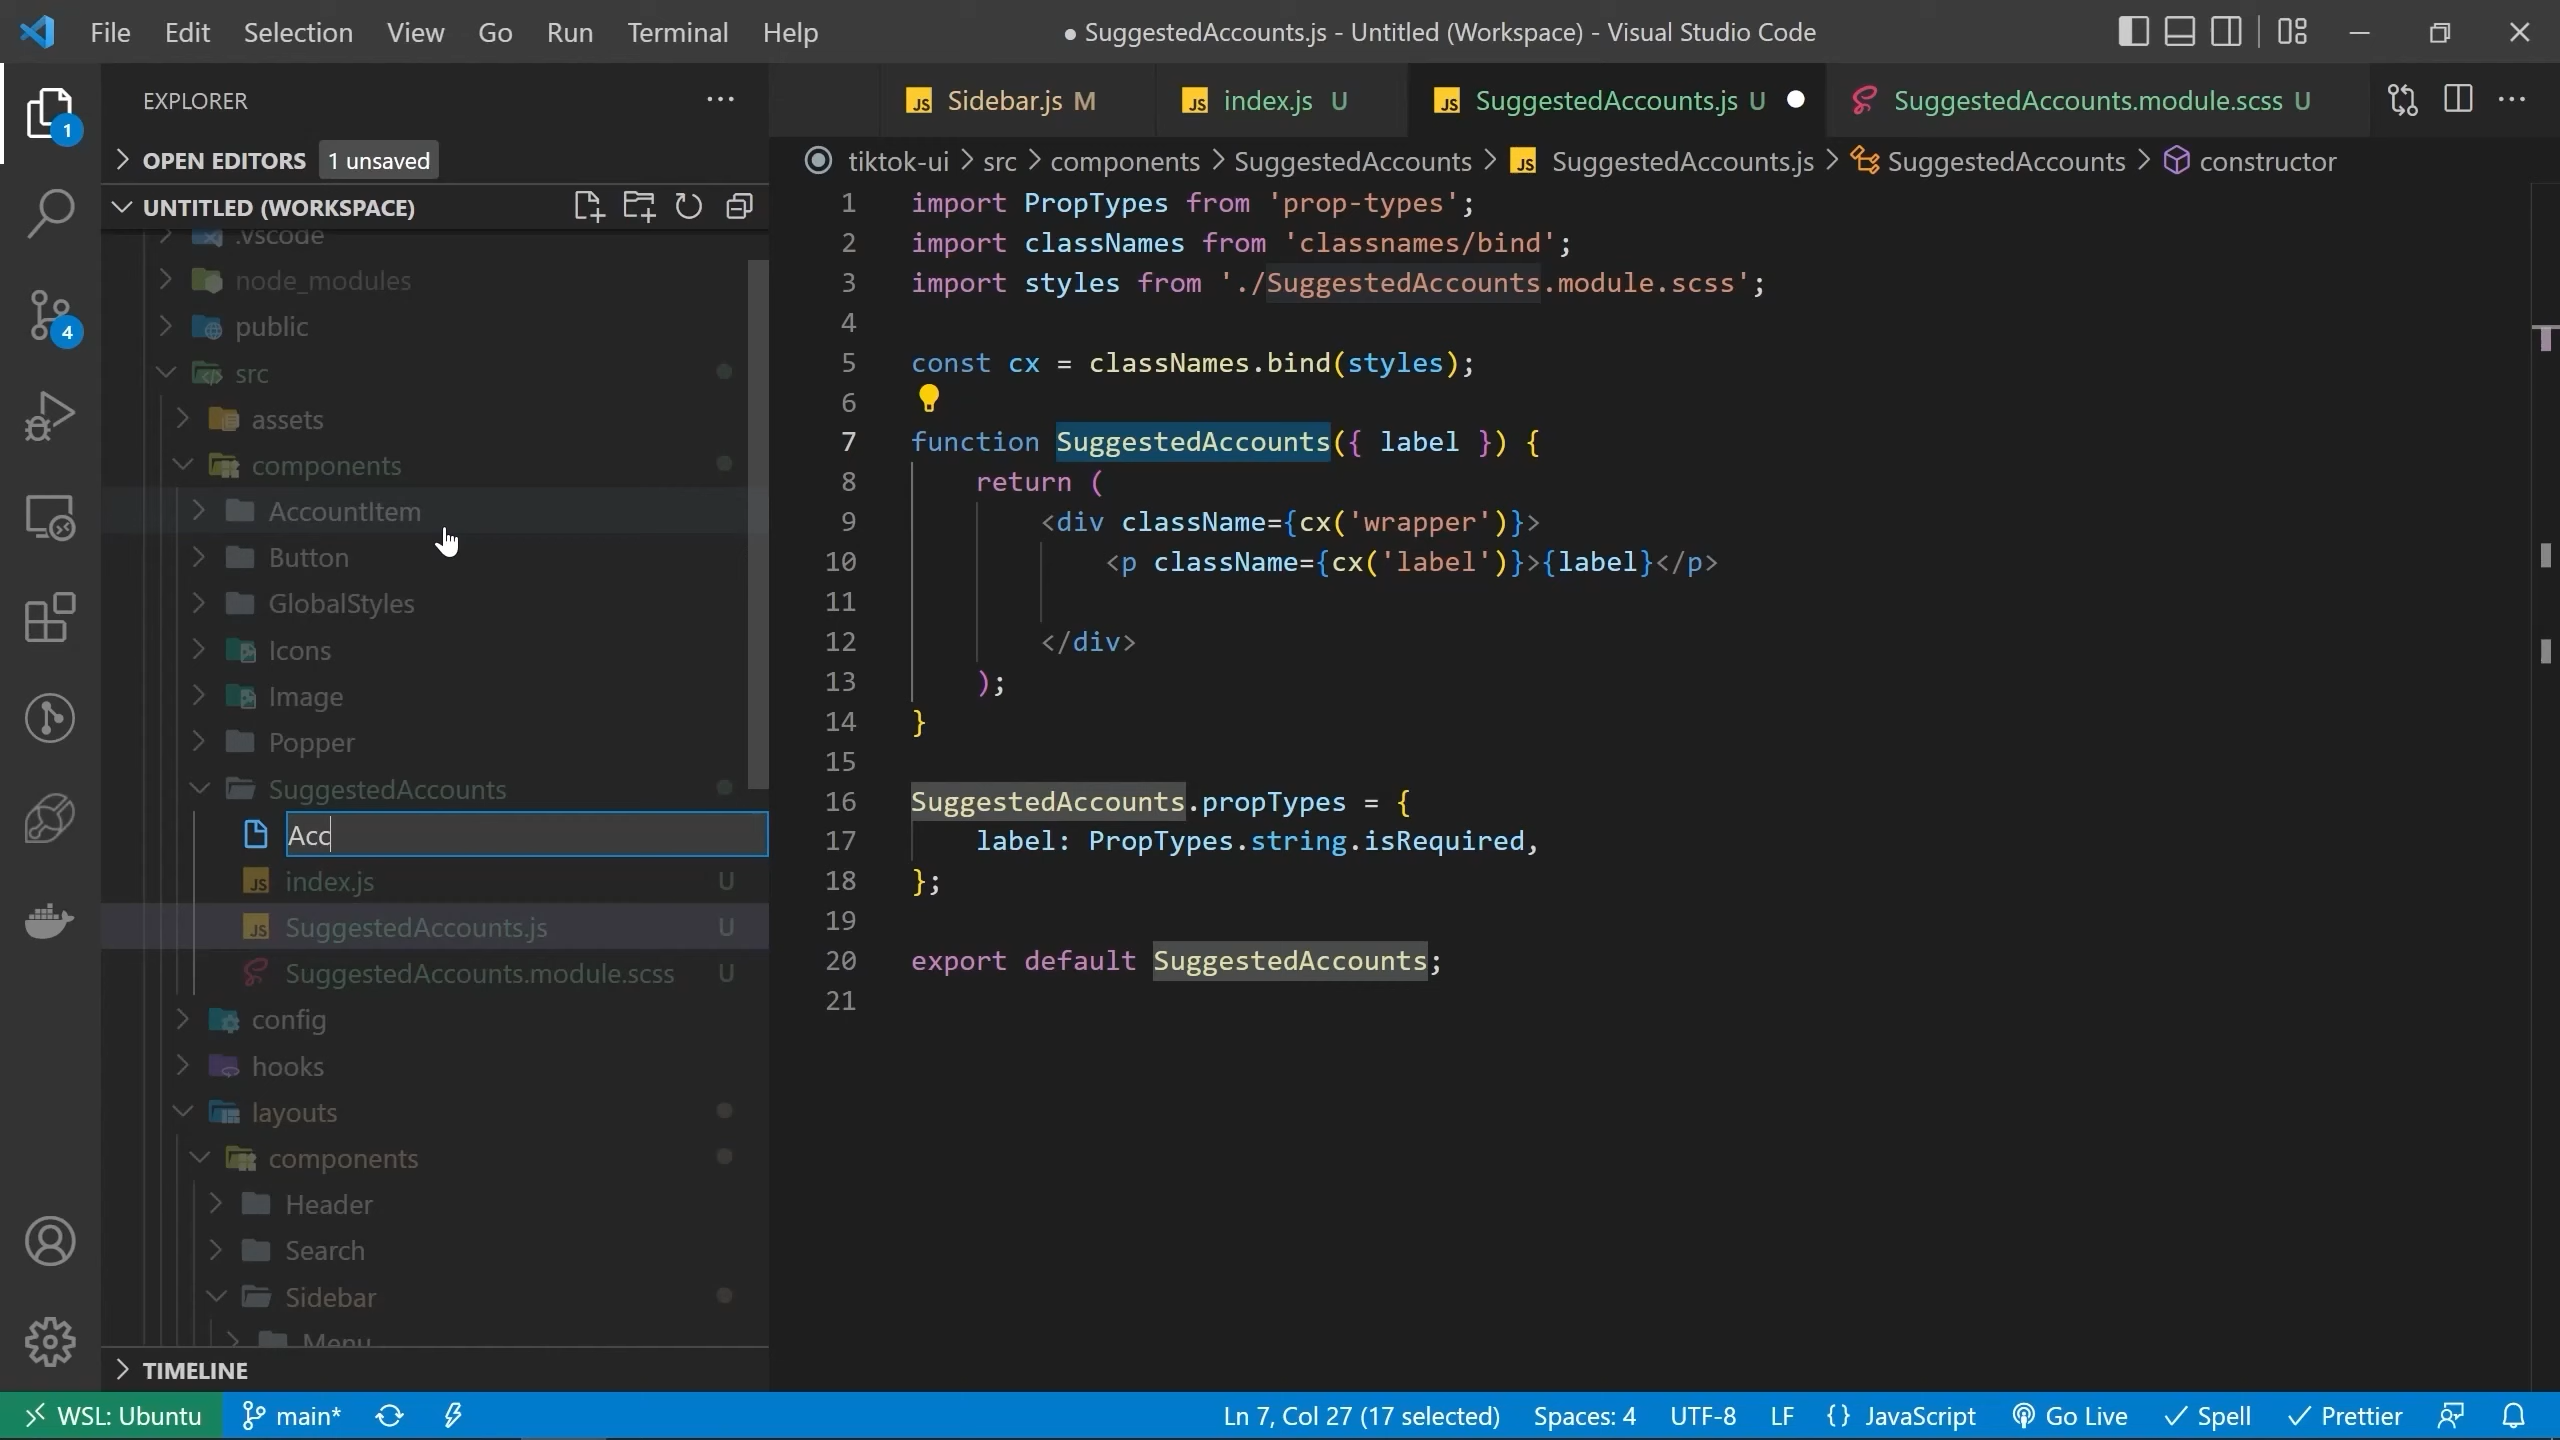 File Edit Selection View Go Run Terminal Help
● SuggestedAccounts.js - Untitled (Workspace) - Visual Studio Code
EXPLORER
Sidebar.js M
index.js U
SuggestedAccounts.js U
SuggestedAccounts.module.scss U
1
4
OPEN EDITORS 1 unsaved
UNTITLED (WORKSPACE)
.vscode
node_modules
public
src
assets
components
AccountItem
Button
GlobalStyles
Icons
Image
Popper
SuggestedAccounts
Acc
index.js U
SuggestedAccounts.js U
SuggestedAccounts.module.scss U
config
hooks
layouts
components
Header
Search
Sidebar
Menu
TIMELINE
tiktok-ui > src > components > SuggestedAccounts > JS SuggestedAccounts.js > SuggestedAccounts > constructor
1 import PropTypes from 'prop-types';
2 import classNames from 'classnames/bind';
3 import styles from './SuggestedAccounts.module.scss';
4
5 const cx = classNames.bind(styles);
6
7 function SuggestedAccounts({ label }) {
8 return (
9 <div className={cx('wrapper')}>
10 <p className={cx('label')}>{label}</p>
11
12 </div>
13 );
14 }
15
16 SuggestedAccounts.propTypes = {
17 label: PropTypes.string.isRequired,
18 };
19
20 export default SuggestedAccounts;
21
WSL: Ubuntu main* Ln 7, Col 27 (17 selected) Spaces: 4 UTF-8 LF {} JavaScript Go Live Spell Prettier